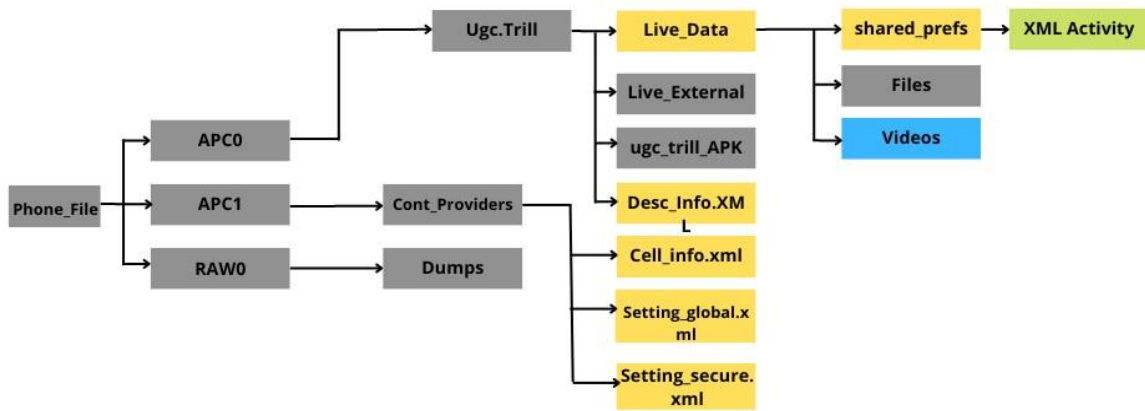 Ugc.Trill
Live_Data
shared_prefs
XML Activity
Live_External
Files
APC0
ugc_trill_APK
Videos
Phone_File
APC1
Cont_Providers
Desc_Info.XM
L
RAW0
Dumps
Cell_info.xml
Setting_global.x
ml
Setting_secure.
xml